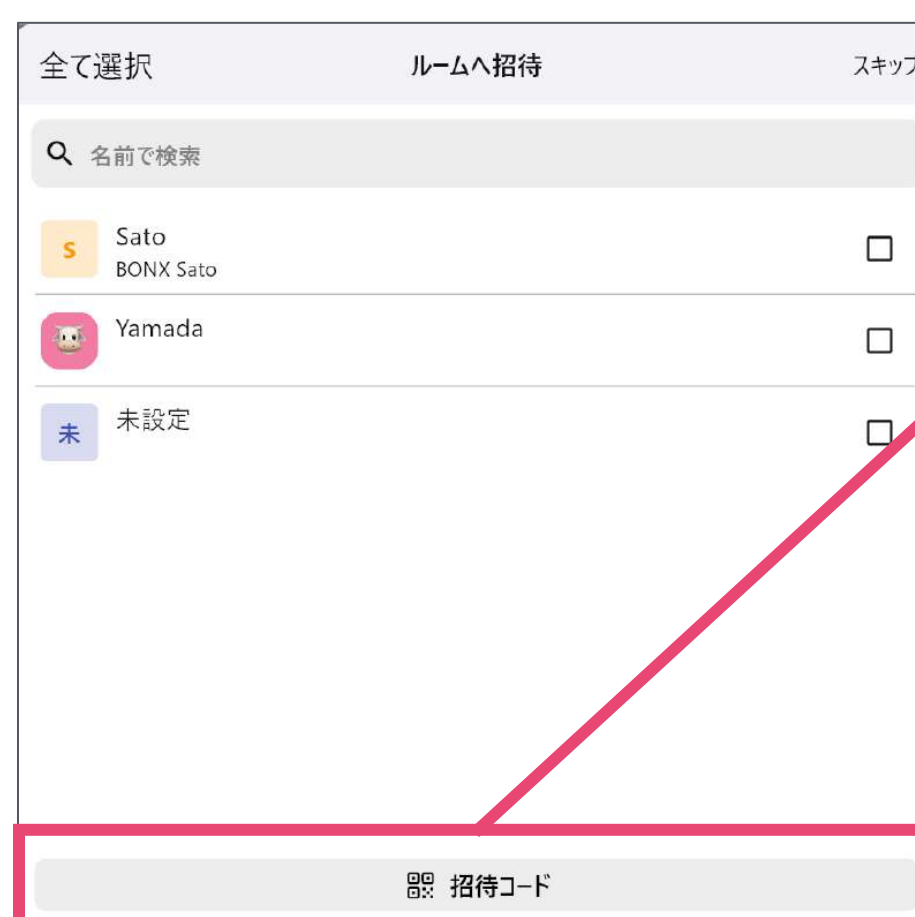 全て選択 ルームへ招待 スキップ
名前で検索
S Sato
BONX Sato
Yamada
未 未設定
招待コード